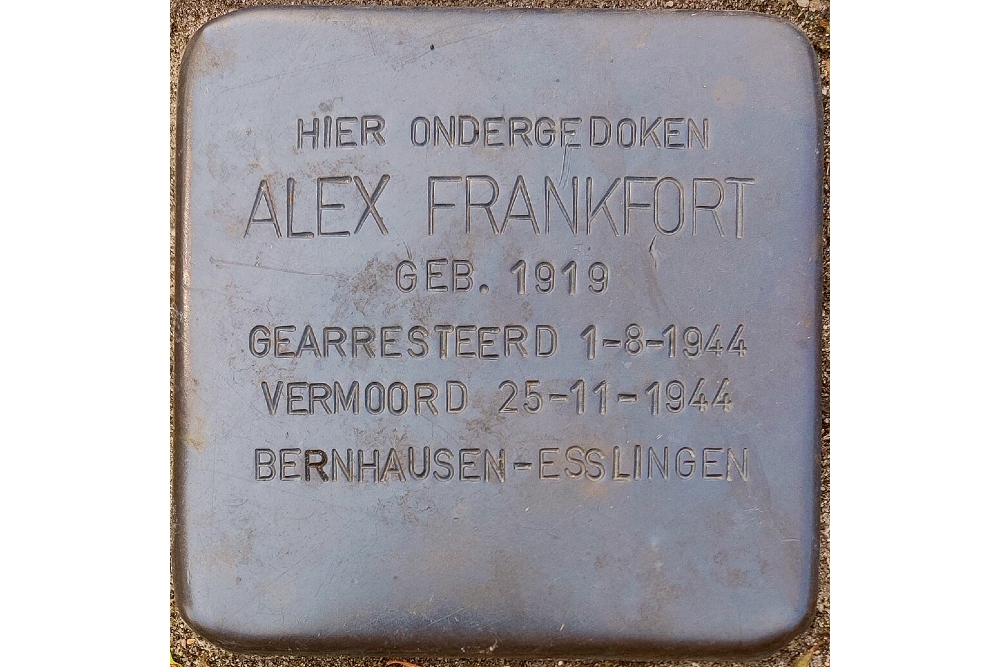 HIER ONDERGEDOKEN
ALEX FRANKFORT
GEB. 1919
GEARRESTEERD 1-8-1944
VERMOORD 25-11-1944
BERNHAUSEN-ESSLINGEN